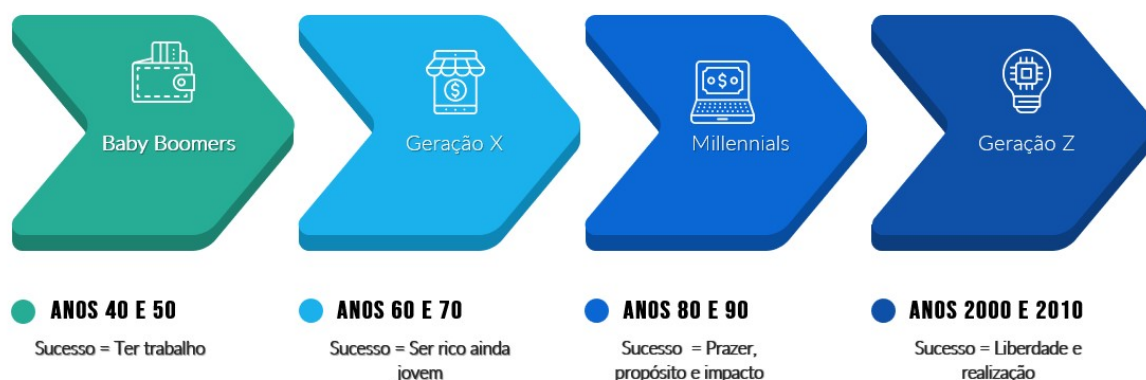 Baby Boomers
Geração X
Millennials
Geração Z
ANOS 40 E 50
Sucesso = Ter trabalho
ANOS 60 E 70
Sucesso = Ser rico ainda
jovem
ANOS 80 E 90
Sucesso = Prazer,
propósito e impacto
ANOS 2000 E 2010
Sucesso = Liberdade e
realização